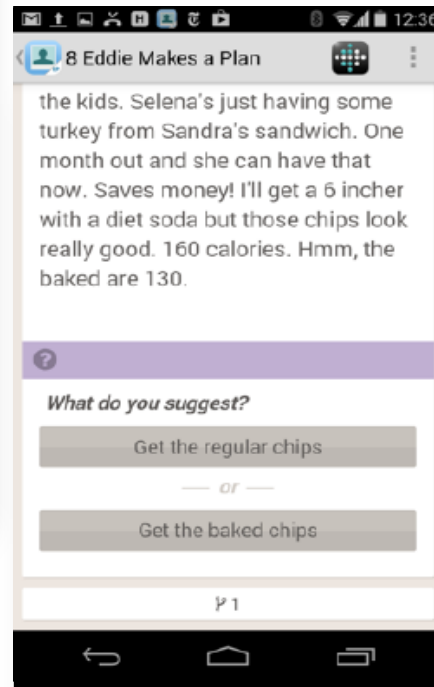 12:36
8 Eddie Makes a Plan
the kids. Selena's just having some
turkey from Sandra's sandwich. One
month out and she can have that
now. Saves money! I'll get a 6 incher
with a diet soda but those chips look
really good. 160 calories. Hmm, the
baked are 130.
?
What do you suggest?
Get the regular chips
or
Get the baked chips
1